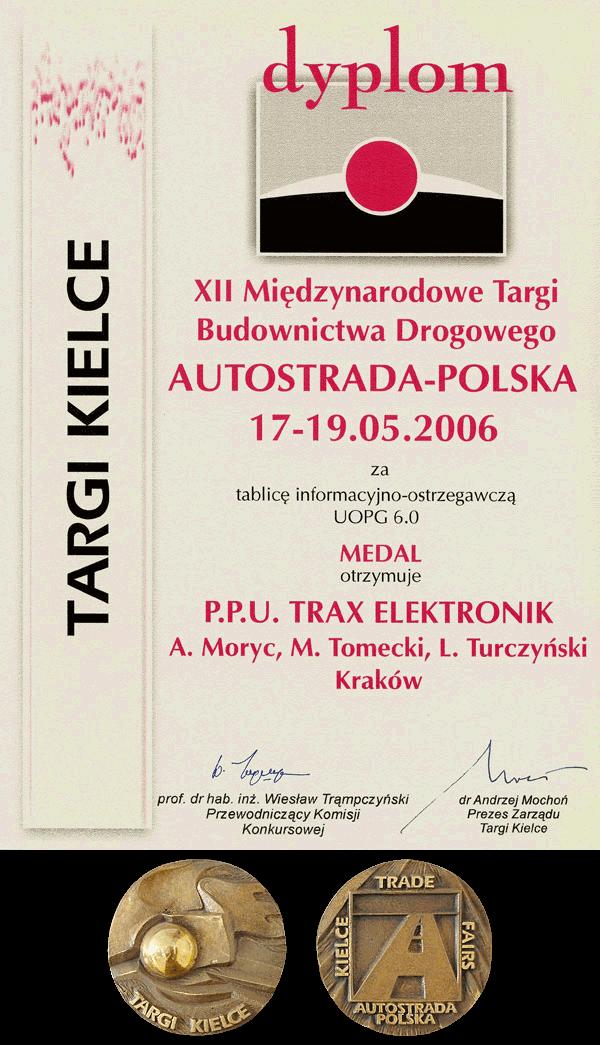 dyplom
TARGI KIELCE
XII Międzynarodowe Targi
Budownictwa Drogowego
AUTOSTRADA-POLSKA
17-19.05.2006
za
tablicę informacyjno-ostrzegawczą
UOPG 6.0
MEDAL
otrzymuje
P.P.U. TRAX ELEKTRONIK
A. Moryc, M. Tomecki, L. Turczyński
Kraków
prof. dr hab. inż. Wiesław Trąmpczyński
Przewodniczący Komisji
Konkursowej
dr Andrzej Mochoń
Prezes Zarządu
Targi Kielce
TARGI KIELCE
TRADE
KIELCE
FAIRS
AUTOSTRADA
POLSKA